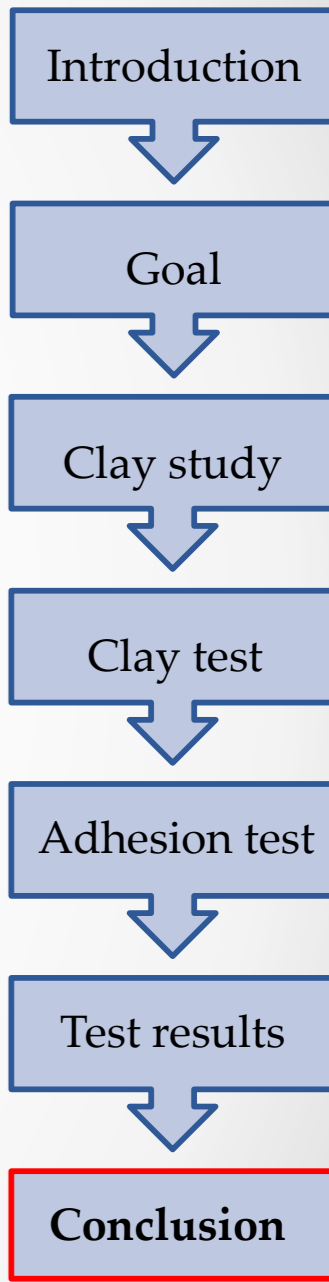 Introduction
Goal
Clay study
Clay test
Adhesion test
Test results
Conclusion